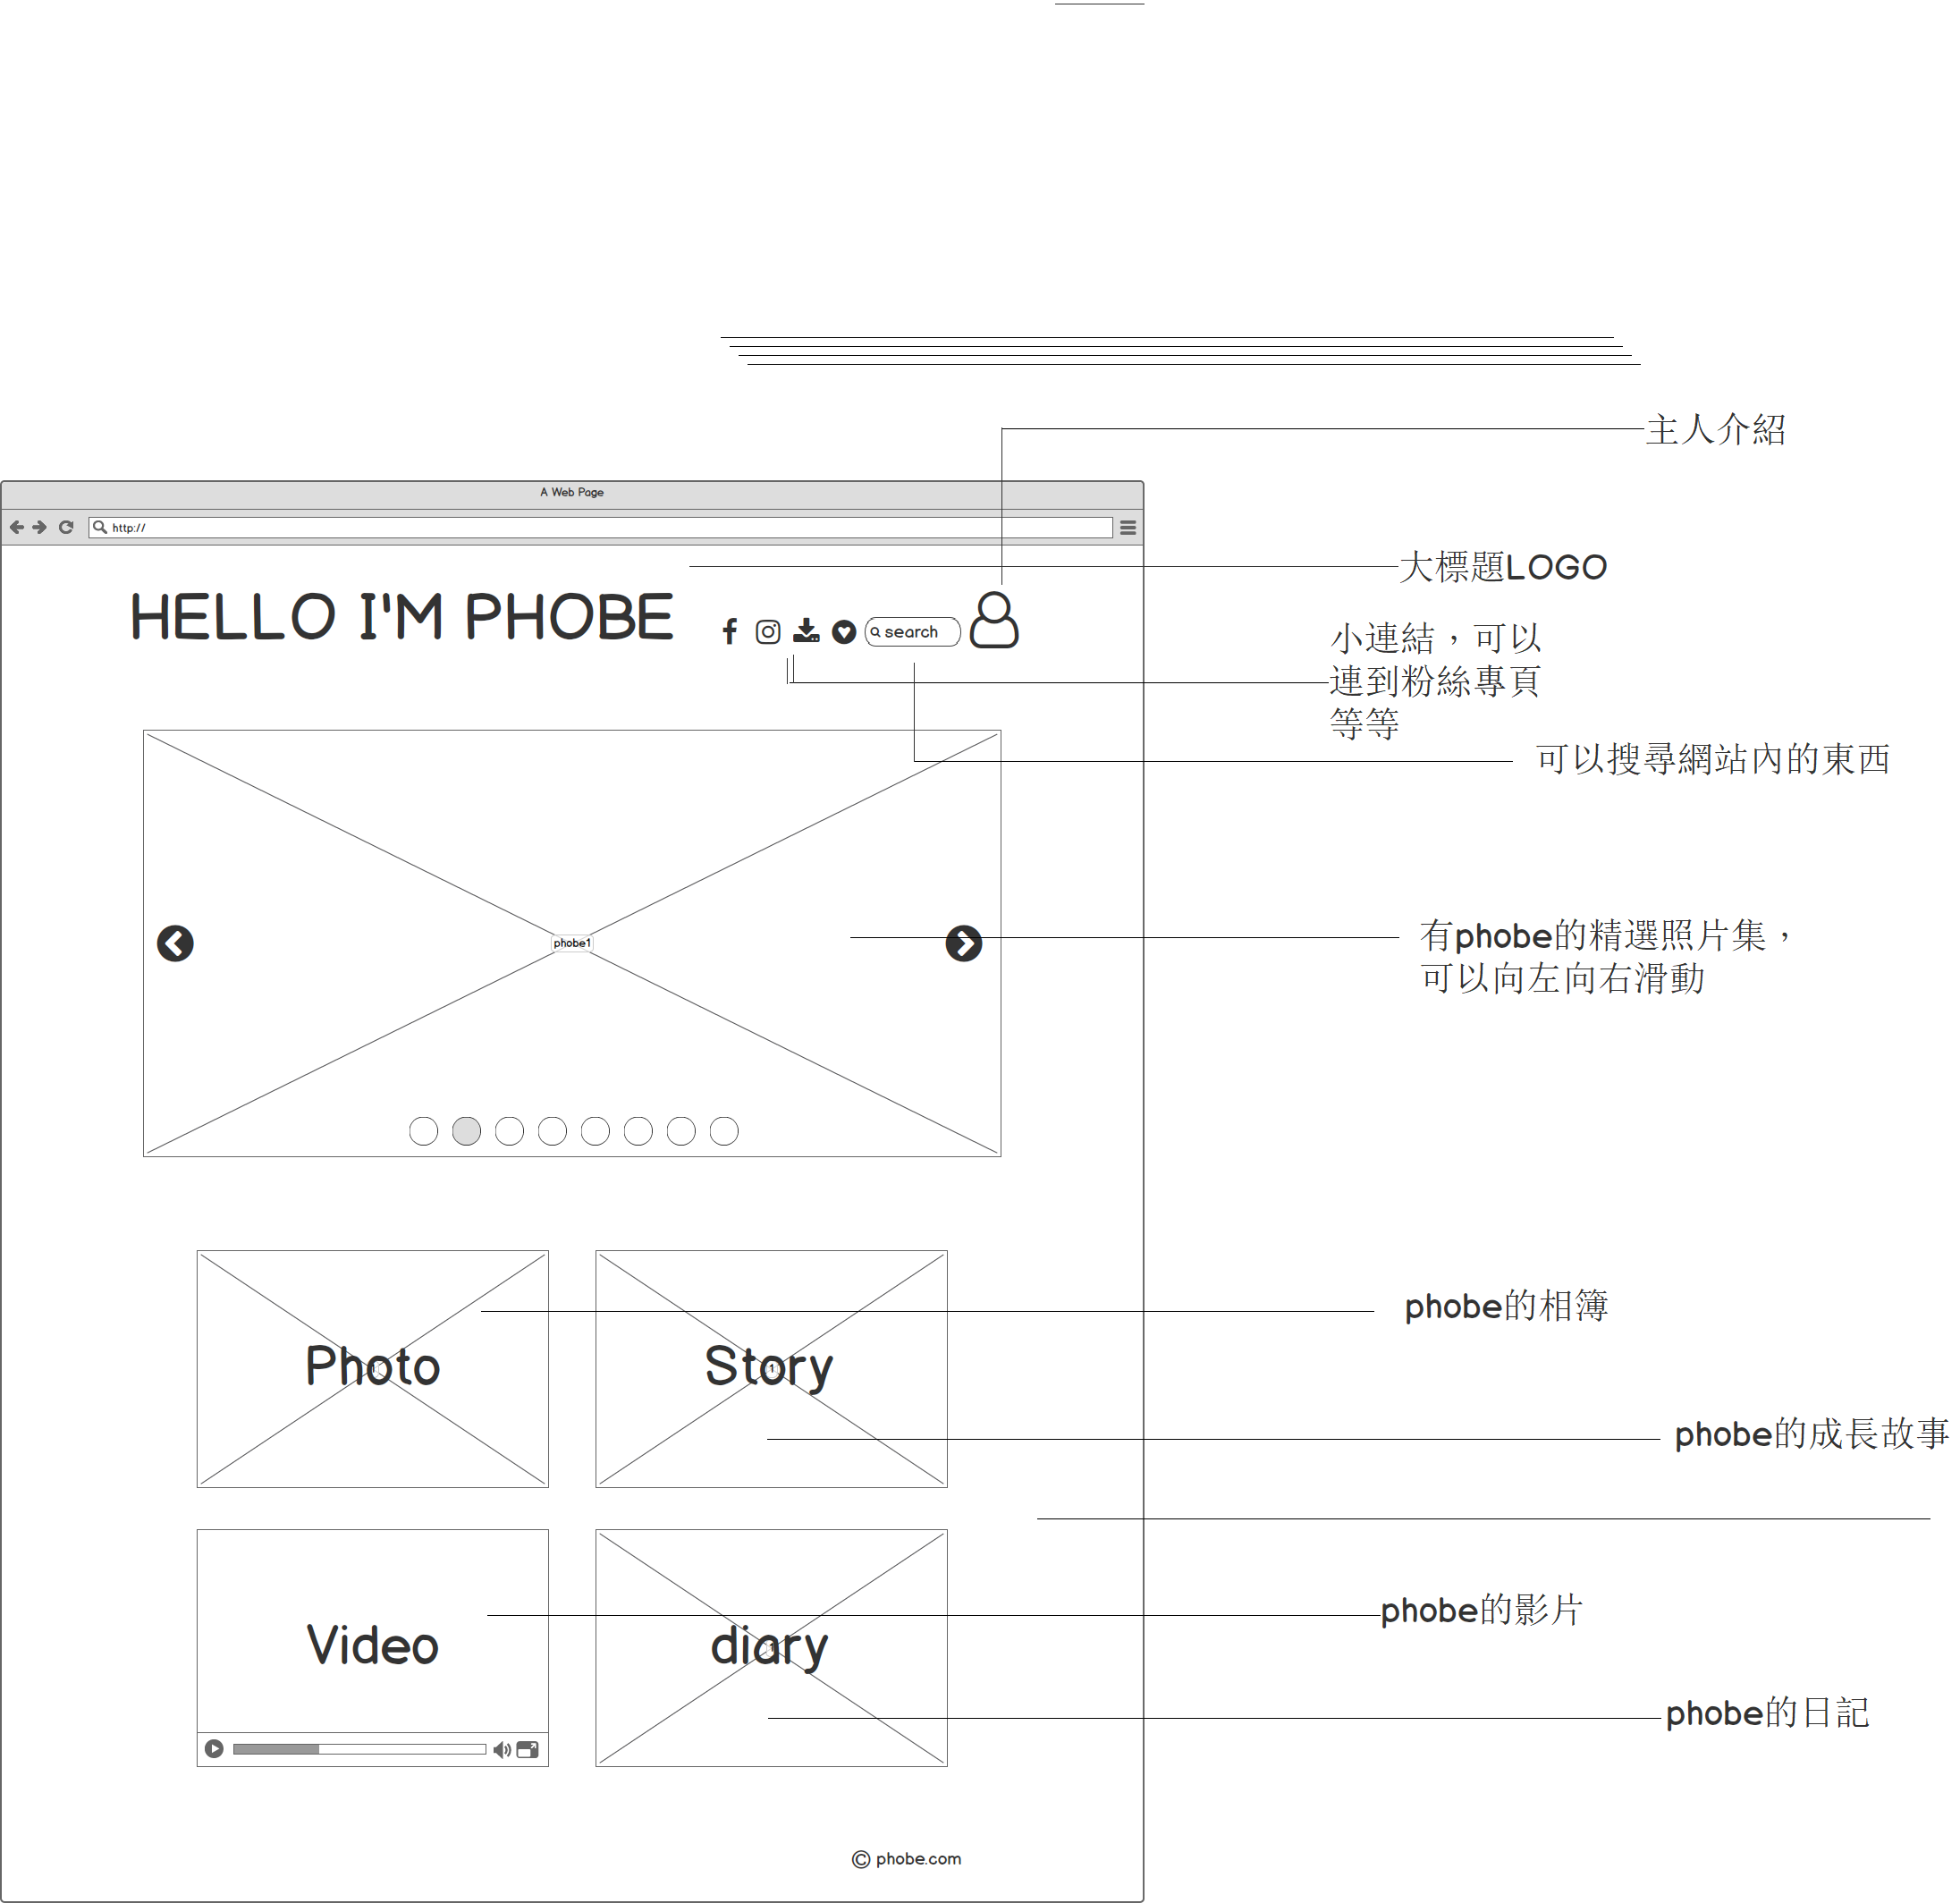 主人介紹
A Web Page
http://
大標題LOGO
HELLO I'M PHOBE
search
小連結，可以
連到粉絲專頁
等等
可以搜尋網站內的東西
phobe1
有phobe的精選照片集，
可以向左向右滑動
phobe的相簿
Photo
1
Story
1
phobe的成長故事
phobe的影片
Video
diary
1
phobe的日記
© phobe.com